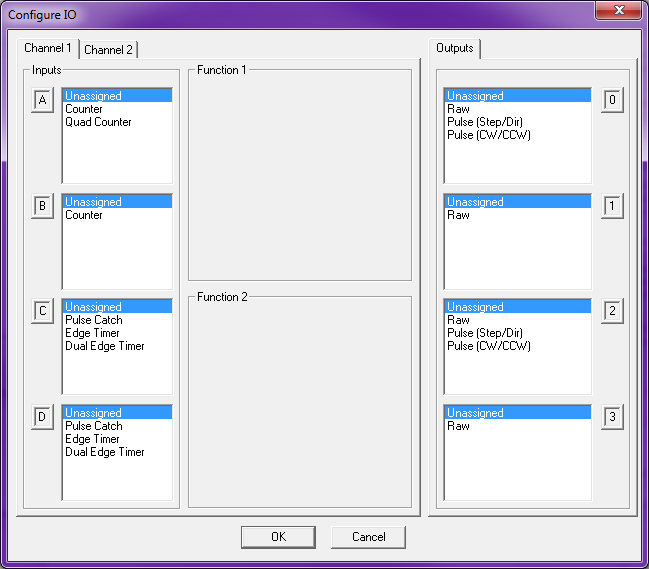 Configure IO
Channel 1
Channel 2
Outputs
Inputs
A
Unassigned
Counter
Quad Counter
B
Unassigned
Counter
C
Unassigned
Pulse Catch
Edge Timer
Dual Edge Timer
D
Unassigned
Pulse Catch
Edge Timer
Dual Edge Timer
Function 1
Function 2
Unassigned
Raw
Pulse (Step/Dir)
Pulse (CW/CCW)
0
Unassigned
Raw
1
Unassigned
Raw
Pulse (Step/Dir)
Pulse (CW/CCW)
2
Unassigned
Raw
3
OK
Cancel